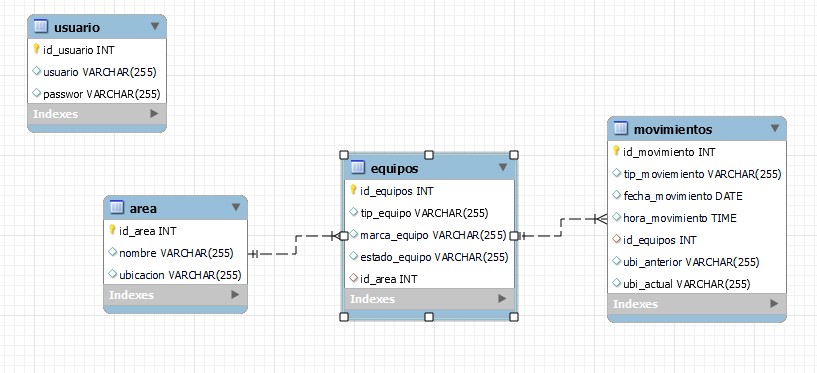 usuario
id_usuario INT
usuario VARCHAR(255)
passwor VARCHAR(255)
Indexes
area
id_area INT
nombre VARCHAR(255)
ubicacion VARCHAR(255)
Indexes
equipos
id_equipos INT
tip_equipo VARCHAR(255)
marca_equipo VARCHAR(255)
estado_equipo VARCHAR(255)
id_area INT
Indexes
movimientos
id_movimiento INT
tip_moviemiento VARCHAR(255)
fecha_movimiento DATE
hora_movimiento TIME
id_equipos INT
ubi_anterior VARCHAR(255)
ubi_actual VARCHAR(255)
Indexes